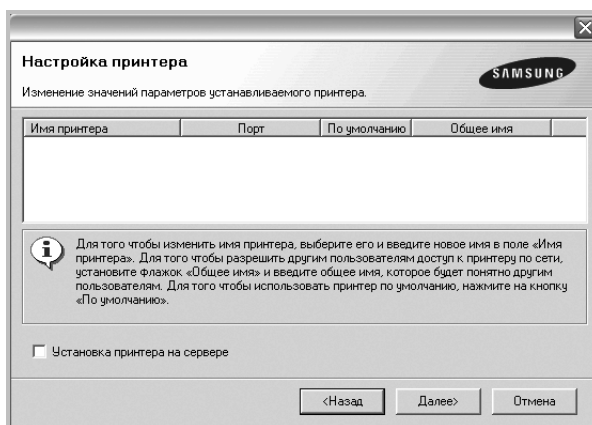 Настройка принтера
SAMSUNG
Изменение значений параметров устанавливаемого принтера.
Имя принтера Порт По умолчанию Общее имя
Для того чтобы изменить имя принтера, выберите его и введите новое имя в поле «Имя
принтера». Для того чтобы разрешить другим пользователям доступ к принтеру по сети,
установите флажок «Общее имя» и введите общее имя, которое будет понятно другим
пользователям. Для того чтобы использовать принтер по умолчанию, нажмите на кнопку
«По умолчанию».
Установка принтера на сервере
<Назад Далее> Отмена